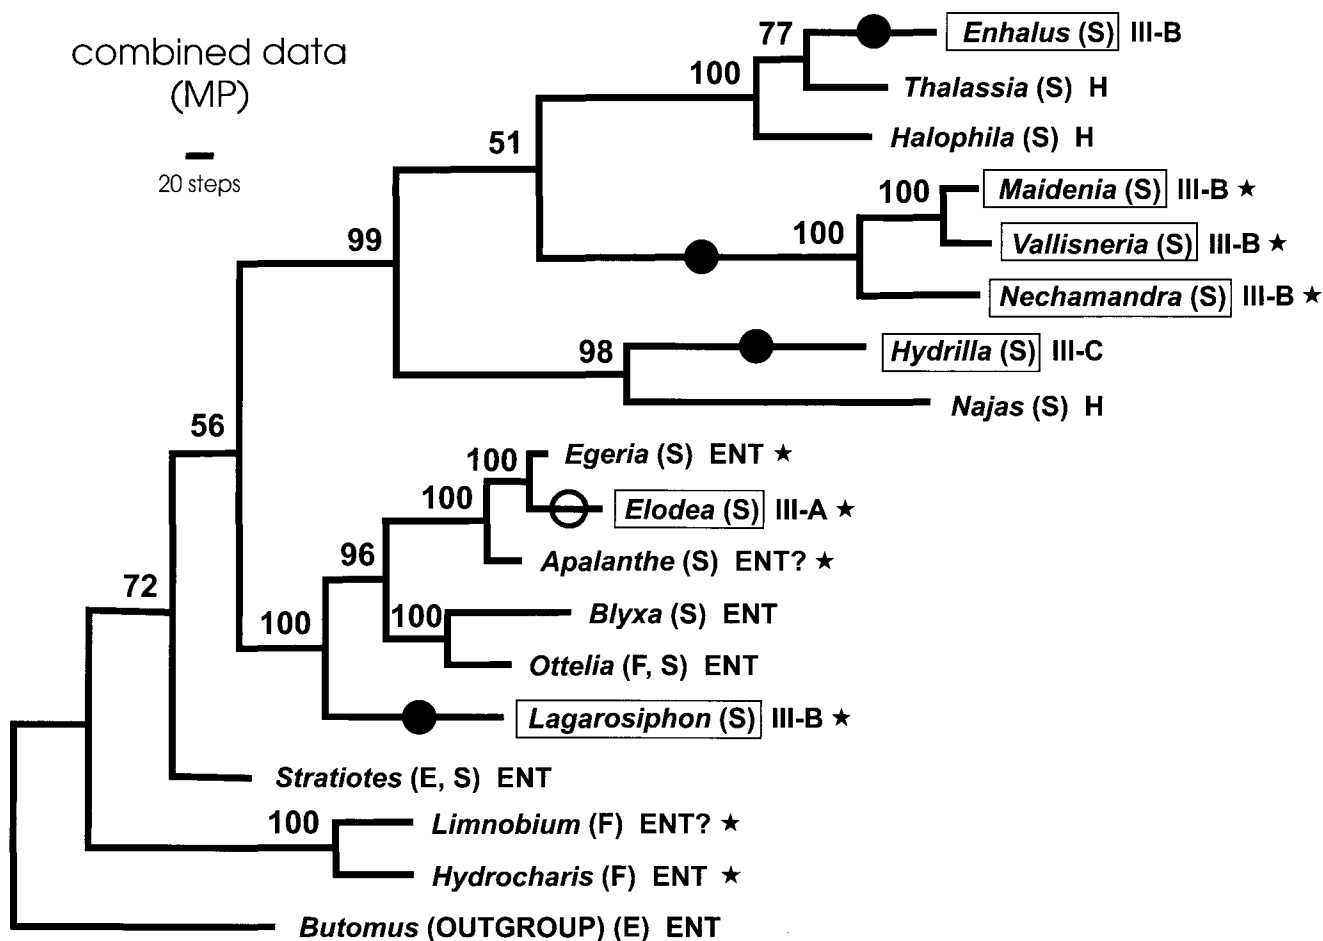 combined data
(MP)
20 steps
77
Enhalus (S) III-B
100
Thalassia (S) H
Halophila (S) H
51
100
Maidenia (S) III-B ★
99
100
Vallisneria (S) III-B ★
Nechamandra (S) III-B ★
98
Hydrilla (S) III-C
Najas (S) H
56
100
Egeria (S) ENT ★
100
Elodea (S) III-A ★
96
Apalanthe (S) ENT? ★
72
100
100
Blyxa (S) ENT
Ottelia (F, S) ENT
Lagarosiphon (S) III-B ★
Stratiotes (E, S) ENT
100
Limnobium (F) ENT? ★
Hydrocharis (F) ENT ★
Butomus (OUTGROUP) (E) ENT